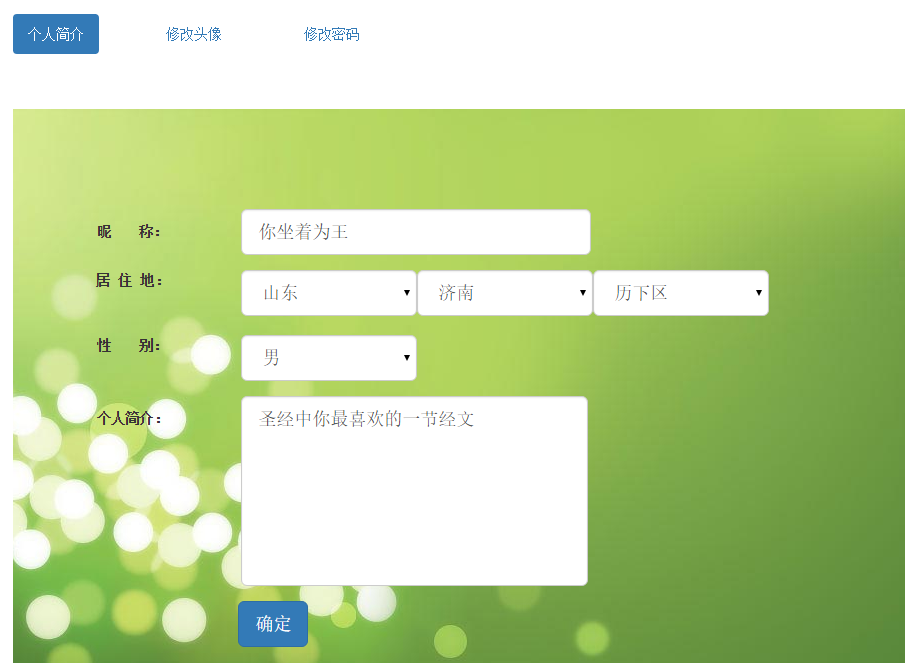 个人简介 修改头像 修改密码
昵 称： 你坐着为王
居 住 地： 山东 济南 历下区
性 别： 男
个人简介： 圣经中你最喜欢的一节经文
确定